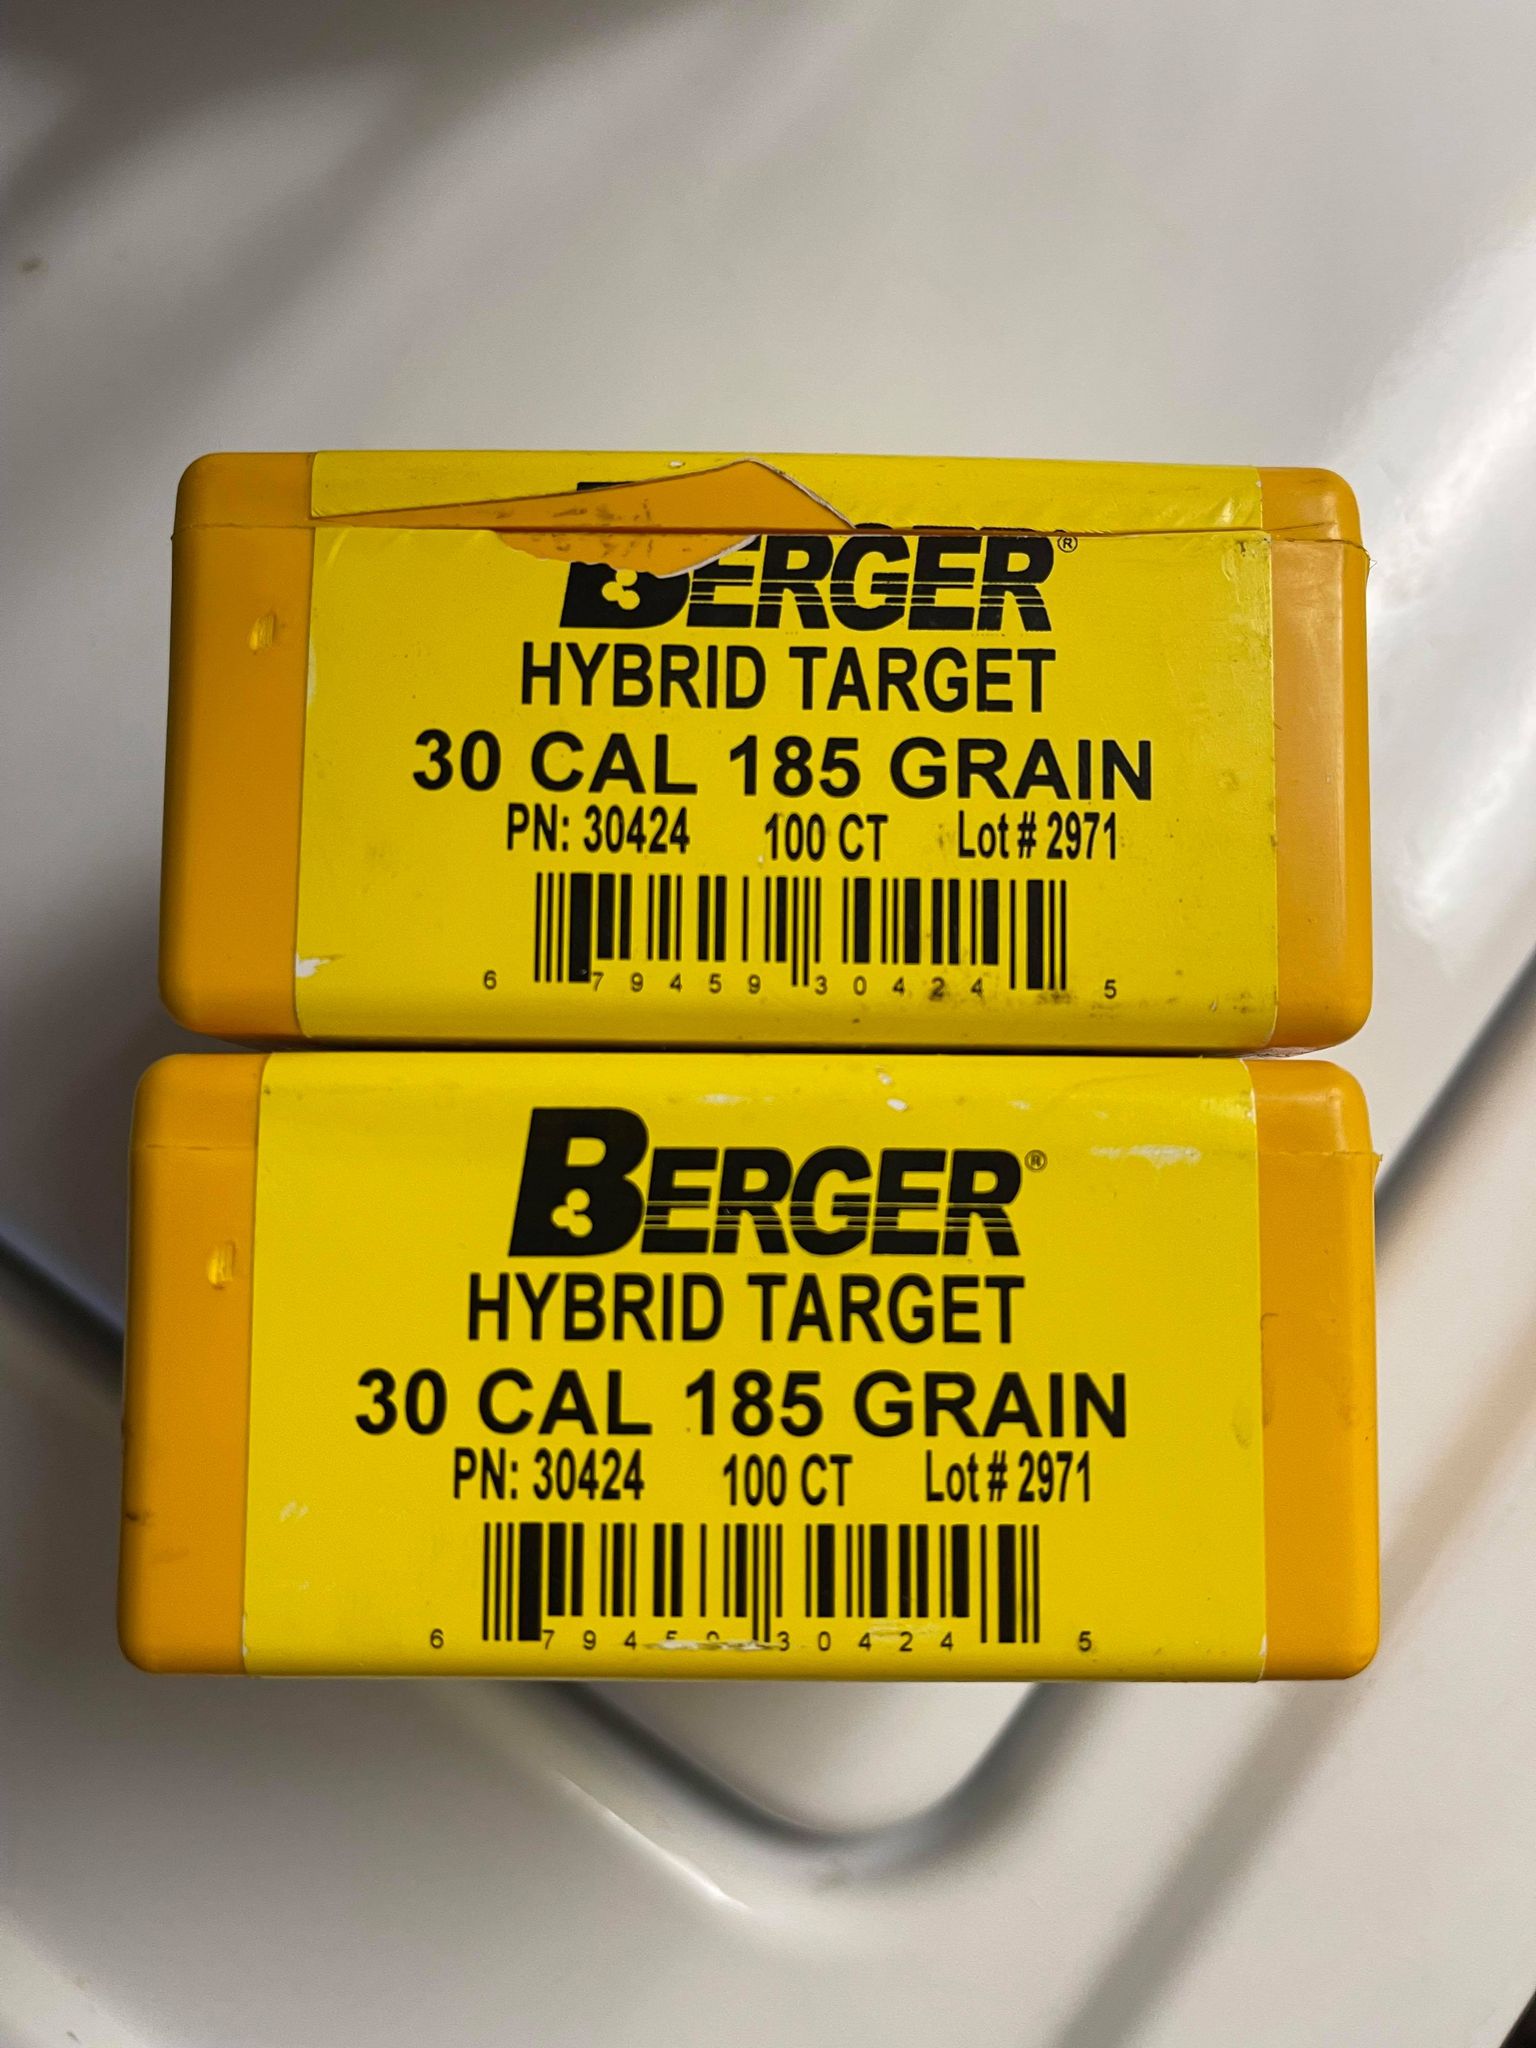 BERGER®
HYBRID TARGET
30 CAL 185 GRAIN
PN: 30424 100 CT Lot # 2971
6 79459 30424 5
BERGER®
HYBRID TARGET
30 CAL 185 GRAIN
PN: 30424 100 CT Lot # 2971
6 79459 30424 5